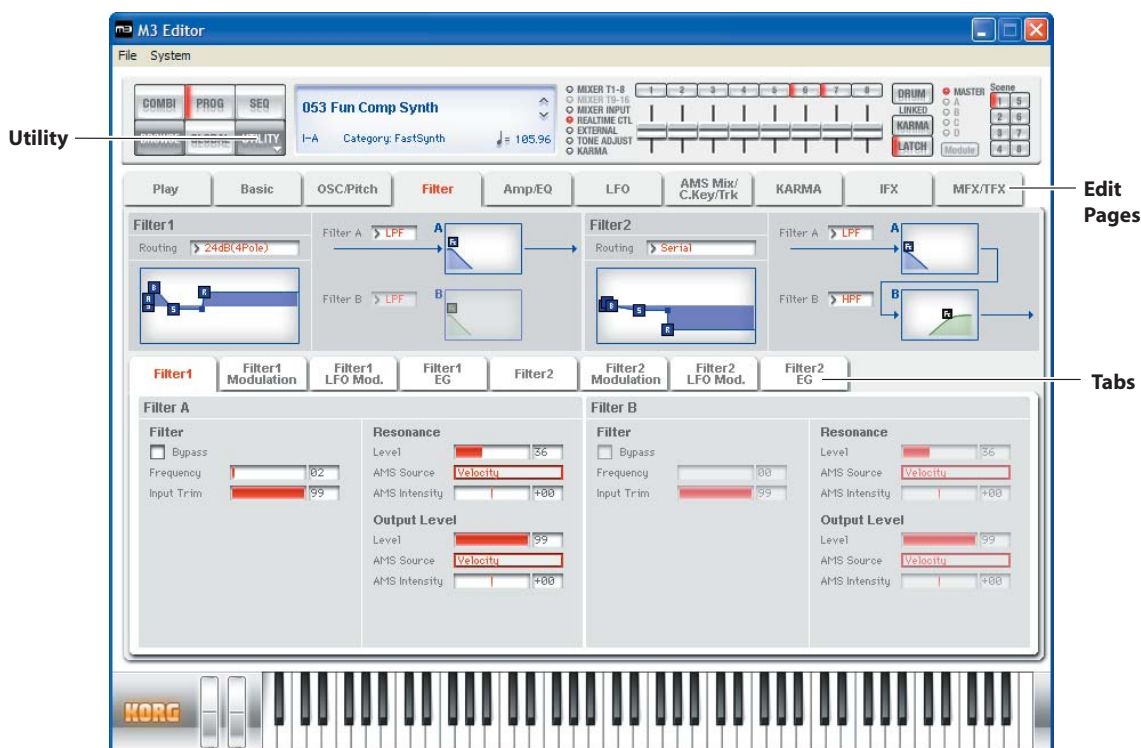 M3 Editor
File System
COMBI PROG SEQ
BROWSE GLOBAL UTILITY
053 Fun Comp Synth
I-A Category: FastSynth ♩= 105.96
MIXER T1-8
MIXER T9-16
MIXER INPUT
REALTIME CTL
EXTERNAL
TONE ADJUST
KARMA
1 2 3 4 5 6 7 8
DRUM
LINKED
KARMA
LATCH
MASTER
A
B
C
D
Module
Scene
1 5
2 6
3 7
4 8
Utility
Play Basic OSC/Pitch Filter Amp/EQ LFO AMS Mix/ C.Key/Trk KARMA IFX MFX/TFX
Edit
Pages
Filter1
Routing 24dB(4Pole)
Filter A LPF A
Fc
Filter B LPF B
Fc
B
A
S
R
Filter2
Routing Serial
Filter A LPF A
Fc
Filter B HPF B
Fc
B
S
R
Filter1 Filter1 Modulation Filter1 LFO Mod. Filter1 EG Filter2 Filter2 Modulation Filter2 LFO Mod. Filter2 EG
Tabs
Filter A
Filter
Bypass
Frequency 02
Input Trim 99
Resonance
Level 36
AMS Source Velocity
AMS Intensity +00
Output Level
Level 99
AMS Source Velocity
AMS Intensity +00
Filter B
Filter
Bypass
Frequency 00
Input Trim 99
Resonance
Level 36
AMS Source Velocity
AMS Intensity +00
Output Level
Level 99
AMS Source Velocity
AMS Intensity +00
KORG